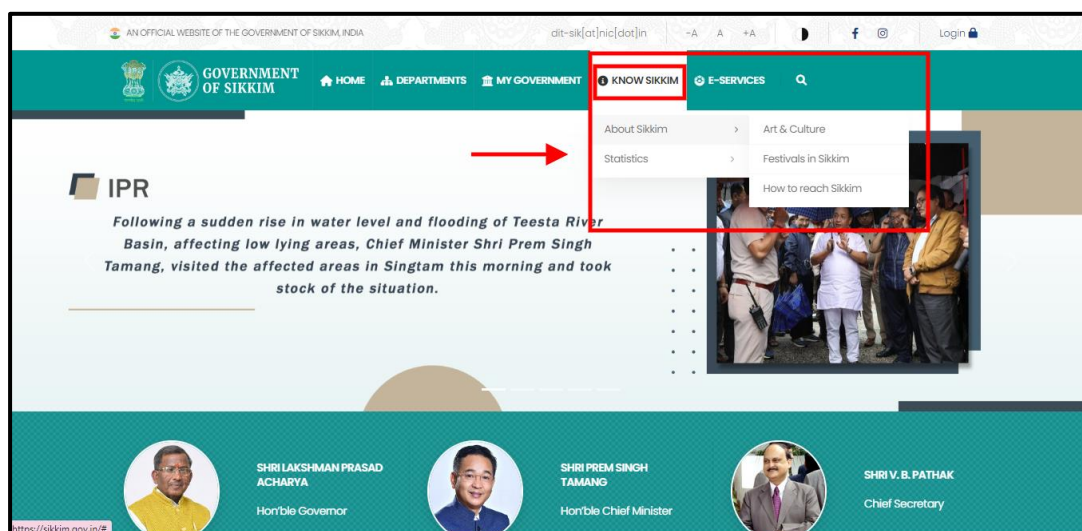 AN OFFICIAL WEBSITE OF THE GOVERNMENT OF SIKKIM, INDIA
dit-sik[at]nic[dot]in
-A A +A
Login
GOVERNMENT
OF SIKKIM
HOME
DEPARTMENTS
MY GOVERNMENT
KNOW SIKKIM
E-SERVICES
About Sikkim
Statistics
Art & Culture
Festivals in Sikkim
How to reach Sikkim
IPR
Following a sudden rise in water level and flooding of Teesta River
Basin, affecting low lying areas, Chief Minister Shri Prem Singh
Tamang, visited the affected areas in Singtam this morning and took
stock of the situation.
SHRI LAKSHMAN PRASAD
ACHARYA
Hon'ble Governor
SHRI PREM SINGH
TAMANG
Hon'ble Chief Minister
SHRI V. B. PATHAK
Chief Secretary
https://sikkim.gov.in/#